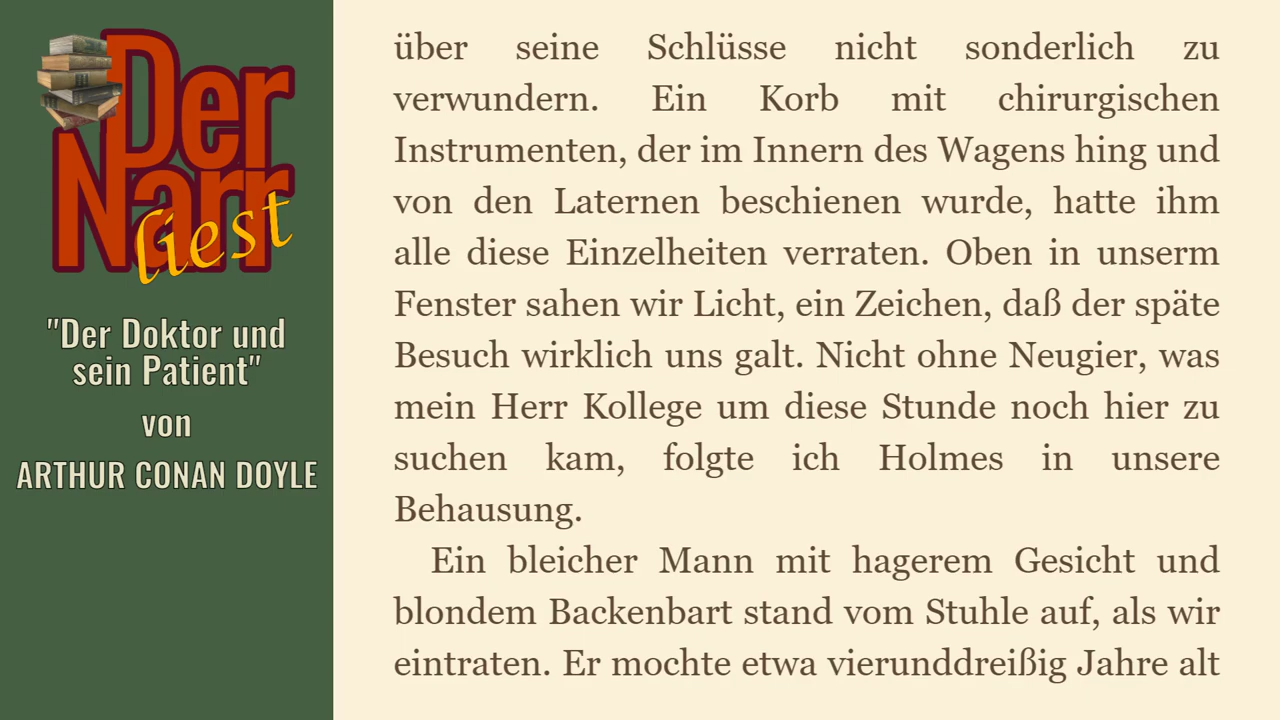 Der
Narr
liest
"Der Doktor und
sein Patient"
von
ARTHUR CONAN DOYLE
über seine Schlüsse nicht sonderlich zu
verwundern. Ein Korb mit chirurgischen
Instrumenten, der im Innern des Wagens hing und
von den Laternen beschienen wurde, hatte ihm
alle diese Einzelheiten verraten. Oben in unserm
Fenster sahen wir Licht, ein Zeichen, daß der späte
Besuch wirklich uns galt. Nicht ohne Neugier, was
mein Herr Kollege um diese Stunde noch hier zu
suchen kam, folgte ich Holmes in unsere
Behausung.
Ein bleicher Mann mit hagerem Gesicht und
blondem Backenbart stand vom Stuhle auf, als wir
eintraten. Er mochte etwa vierunddreißig Jahre alt